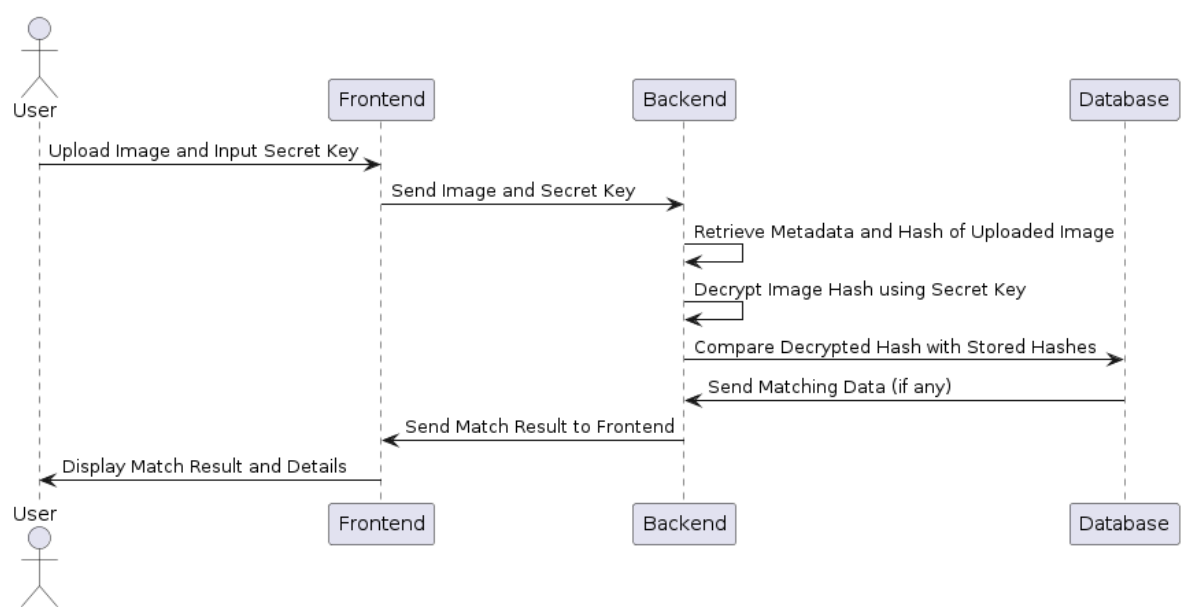 User
Frontend
Backend
Database
Upload Image and Input Secret Key
Send Image and Secret Key
Retrieve Metadata and Hash of Uploaded Image
Decrypt Image Hash using Secret Key
Compare Decrypted Hash with Stored Hashes
Send Matching Data (if any)
Send Match Result to Frontend
Display Match Result and Details
User
Frontend
Backend
Database